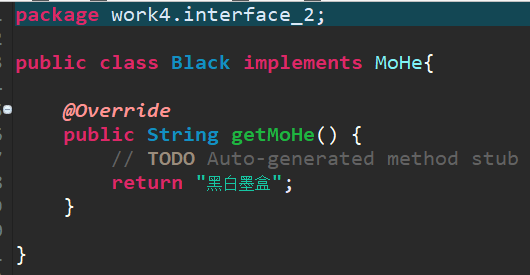 package work4.interface_2;
public class Black implements MoHe{
@Override
public String getMoHe() {
// TODO Auto-generated method stub
return "黑白墨盒";
}
}